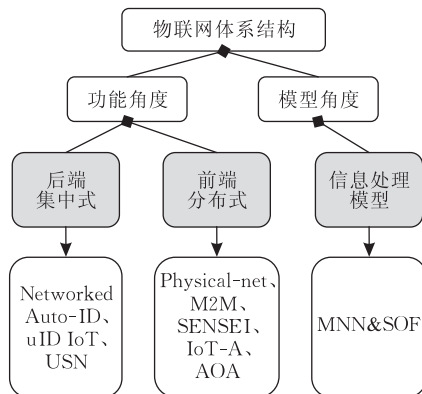 物联网体系结构
功能角度
模型角度
后端
集中式
前端
分布式
信息处理
模型
Networked
Auto-ID、
uID IoT、
USN
Physical-net、
M2M、
SENSEI、
IoT-A、
AOA
MNN&SOF